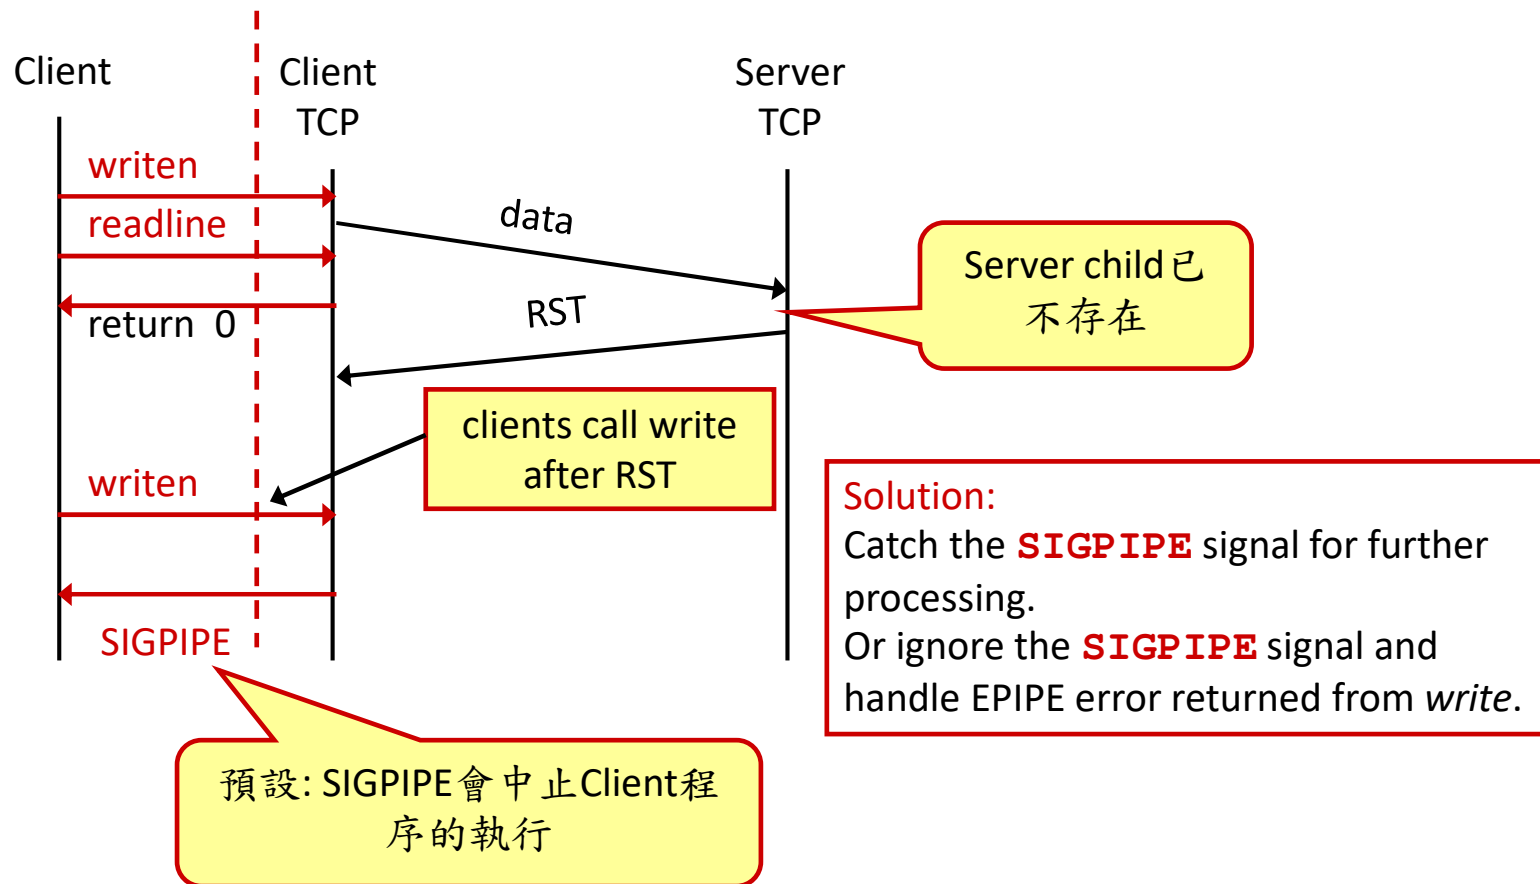 Client
Client
TCP
Server
TCP
writen
readline
data
return 0
RST
Server child已
不存在
clients call write
after RST
writen
SIGPIPE
Solution:
Catch the SIGPIPE signal for further
processing.
Or ignore the SIGPIPE signal and
handle EPIPE error returned from write.
預設: SIGPIPE會中止Client程
序的執行